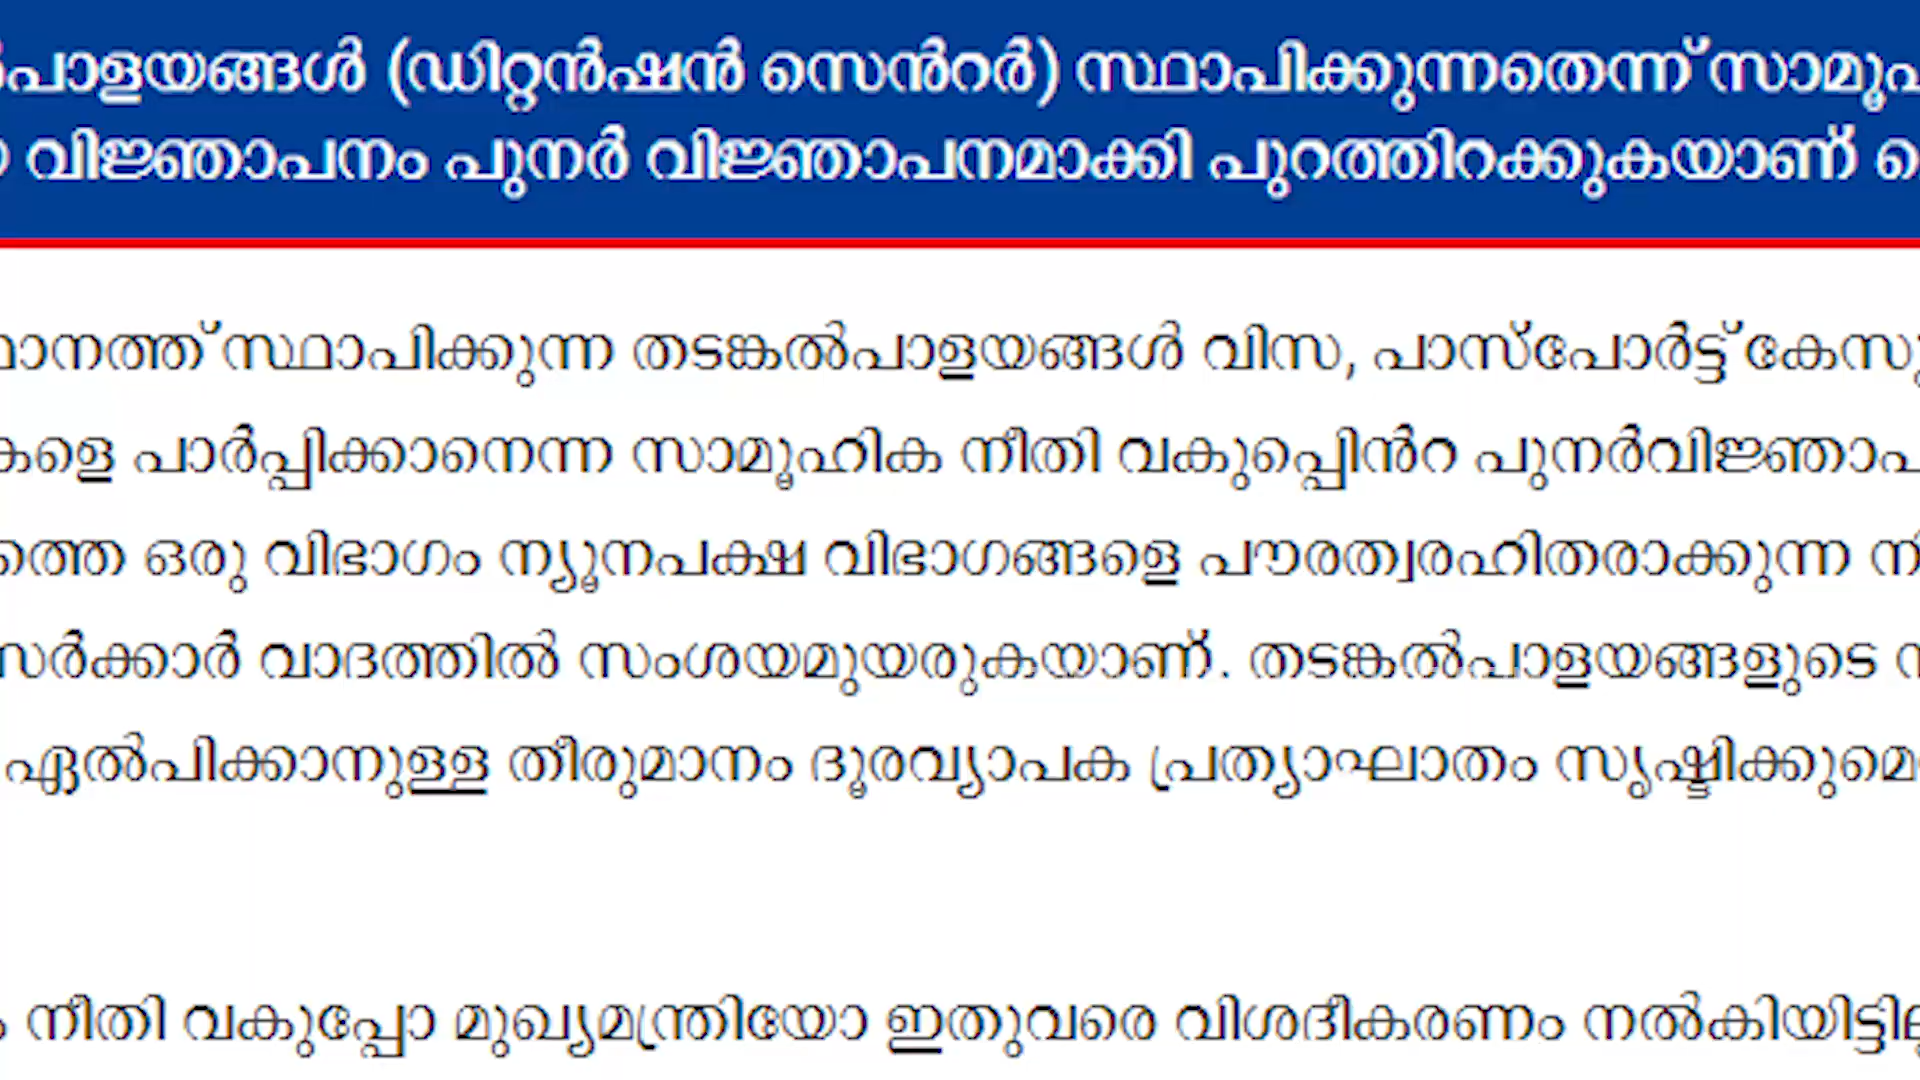 പാളയങ്ങൾ (ഡിറ്റൻഷൻ സെൻറർ) സ്ഥാപിക്കുന്നതെന്ന് സാമൂഹ
വിജ്ഞാപനം പുനർ വിജ്ഞാപനമാക്കി പുറത്തിറക്കുകയാണ്
ഥാനത്ത് സ്ഥാപിക്കുന്ന തടങ്കൽപാളയങ്ങൾ വിസ, പാസ്പോർട്ട് കേസു
കളെ പാർപ്പിക്കാനെന്ന സാമൂഹിക നീതി വകുപ്പിെൻറ പുനർവിജ്ഞാപ
ത്തെ ഒരു വിഭാഗം ന്യൂനപക്ഷ വിഭാഗങ്ങളെ പൗരത്വരഹിതരാക്കുന്ന
സർക്കാർ വാദത്തിൽ സംശയമുയരുകയാണ്. തടങ്കൽപാളയങ്ങളുടെ
ഏൽപിക്കാനുള്ള തീരുമാനം ദൂരവ്യാപക പ്രത്യാഘാതം സൃഷ്ടിക്കുമെ
നീതി വകുപ്പോ മുഖ്യമന്ത്രിയോ ഇതുവരെ വിശദീകരണം നൽകിയിട്ടില്ല